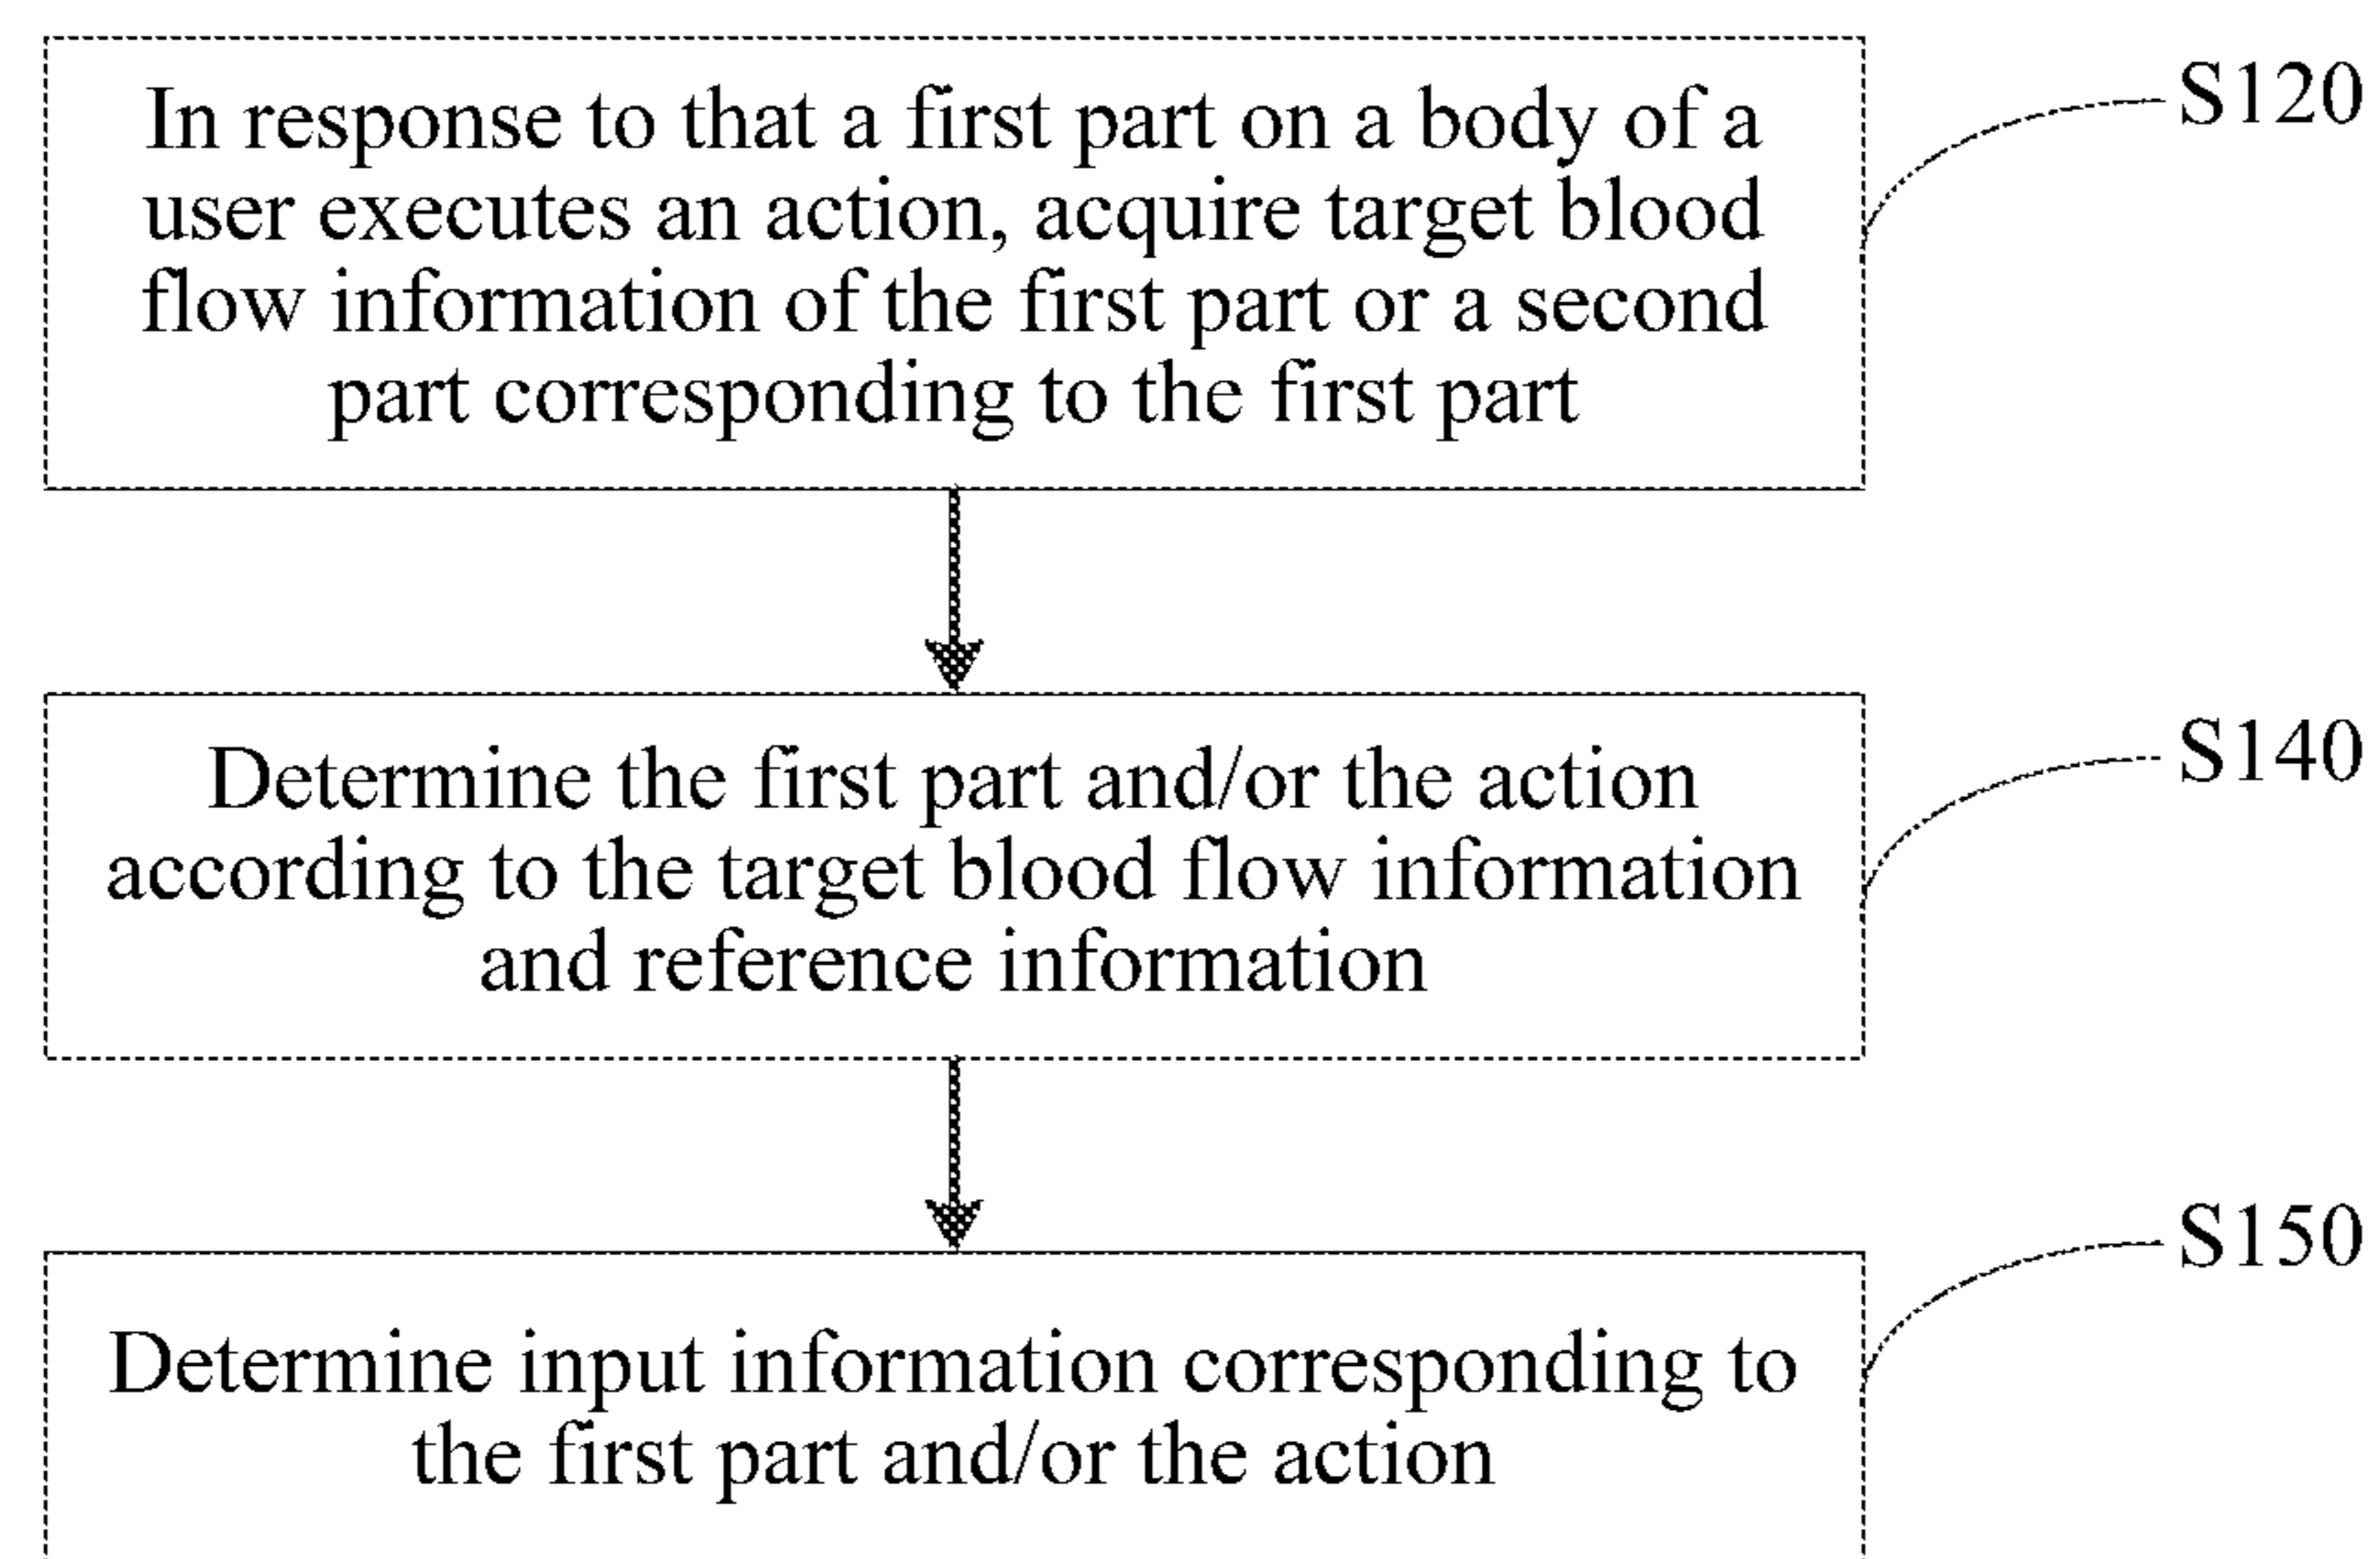 In response to that a first part on a body of a
user executes an action, acquire target blood
flow information of the first part or a second
part corresponding to the first part
S120
Determine the first part and/or the action
according to the target blood flow information
and reference information
S140
Determine input information corresponding to
the first part and/or the action
S150